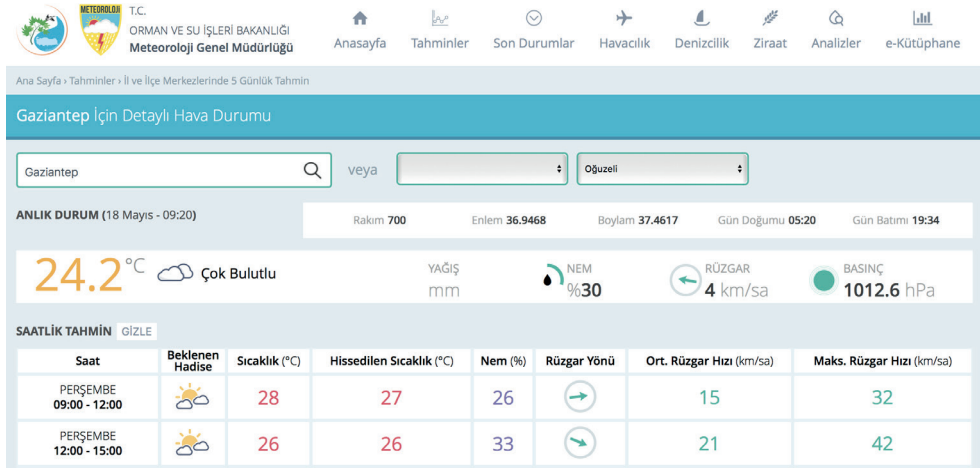 METEOROLOJİ
T.C.
ORMAN VE SU İŞLERİ BAKANLIĞI
Meteoroloji Genel Müdürlüğü
Anasayfa Tahminler Son Durumlar Havacılık Denizcilik Ziraat Analizler e-Kütüphane
Ana Sayfa › Tahminler › İl ve İlçe Merkezlerinde 5 Günlük Tahmin
Gaziantep İçin Detaylı Hava Durumu
Gaziantep veya Oğuzeli
ANLIK DURUM (18 Mayıs - 09:20) Rakım 700 Enlem 36.9468 Boylam 37.4617 Gün Doğumu 05:20 Gün Batımı 19:34
24.2°C Çok Bulutlu YAĞIŞ mm NEM %30 RÜZGAR 4 km/sa BASINÇ 1012.6 hPa
SAATLİK TAHMİN GİZLE
Saat Beklenen Hadise Sıcaklık (°C) Hissedilen Sıcaklık (°C) Nem (%) Rüzgar Yönü Ort. Rüzgar Hızı (km/sa) Maks. Rüzgar Hızı (km/sa)
PERŞEMBE
09:00 - 12:00 28 27 26 15 32
PERŞEMBE
12:00 - 15:00 26 26 33 21 42